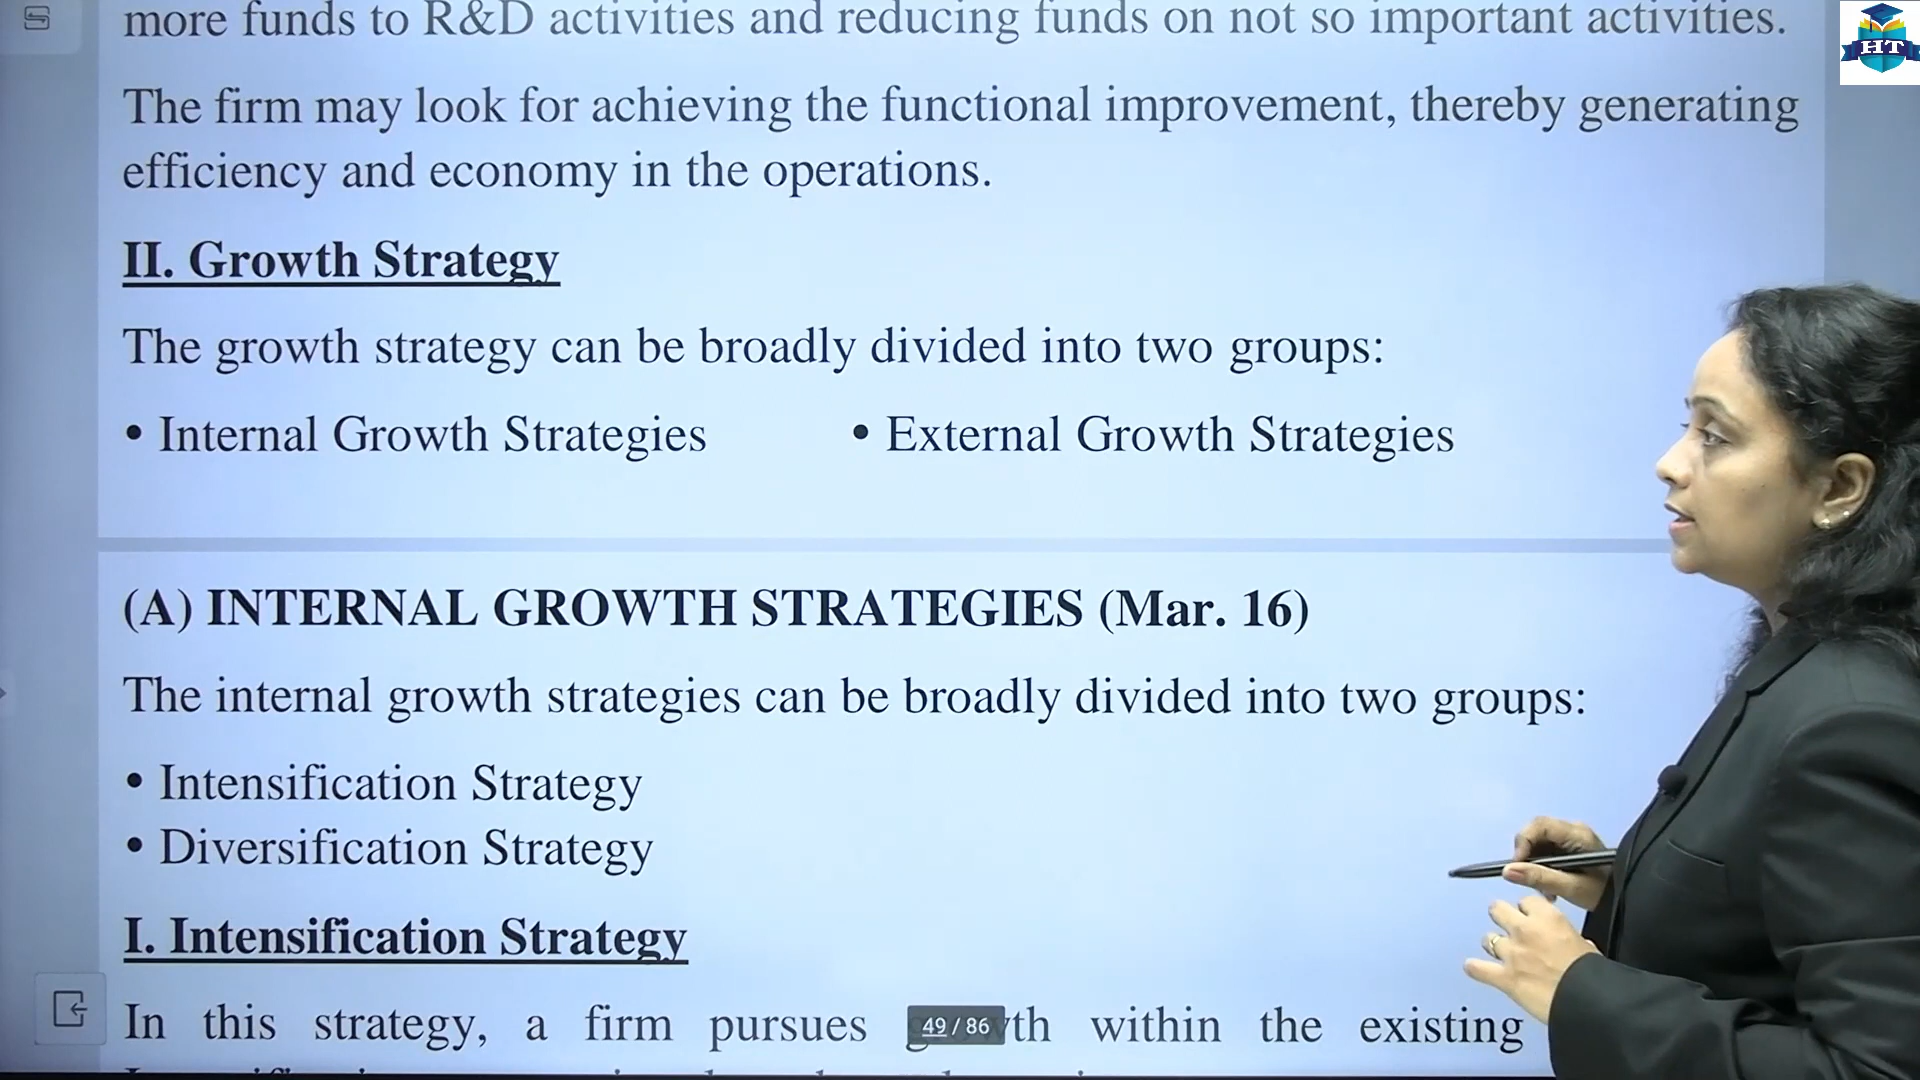 HT
more funds to R&D activities and reducing funds on not so important activities.
The firm may look for achieving the functional improvement, thereby generating
efficiency and economy in the operations.
II. Growth Strategy
The growth strategy can be broadly divided into two groups:
• Internal Growth Strategies • External Growth Strategies
(A) INTERNAL GROWTH STRATEGIES (Mar. 16)
The internal growth strategies can be broadly divided into two groups:
• Intensification Strategy
• Diversification Strategy
I. Intensification Strategy
In this strategy, a firm pursues growth within the existing
49 / 86